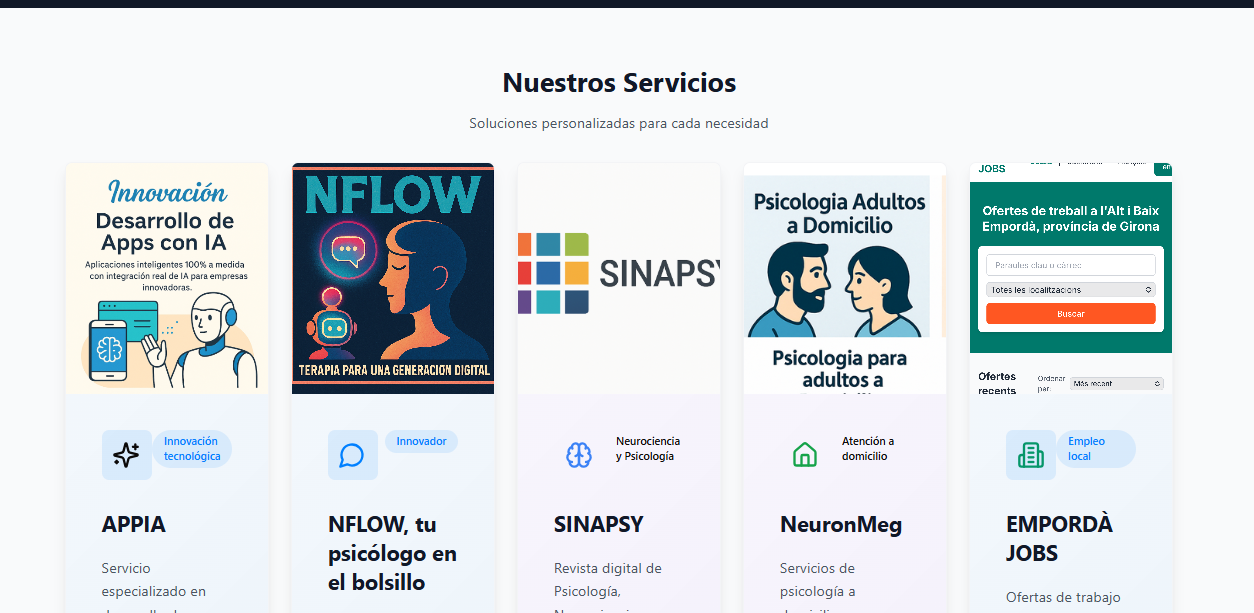 Nuestros Servicios
Soluciones personalizadas para cada necesidad
Innovación
Desarrollo de
Apps con IA
Aplicaciones inteligentes 100% a medida
con integración real de IA para empresas
innovadoras.
Innovación
tecnológica
APPIA
Servicio
especializado en
NFLOW
TERAPIA PARA UNA GENERACION DIGITAL
Innovador
NFLOW, tu
psicólogo en
el bolsillo
SINAPSY
Neurociencia
y Psicología
SINAPSY
Revista digital de
Psicología,
Psicologia Adultos
a Domicilio
Psicologia para
adultos a
Atención a
domicilio
NeuronMeg
Servicios de
psicología a
JOBS
Ofertes de treball a l'Alt i Baix
Empordà, província de Girona
Paraules clau o càrrec
Totes les localitzacions
Buscar
Ofertes
recents
Ordenar
per:
Més recent
Empleo
local
EMPORDÀ
JOBS
Ofertas de trabajo